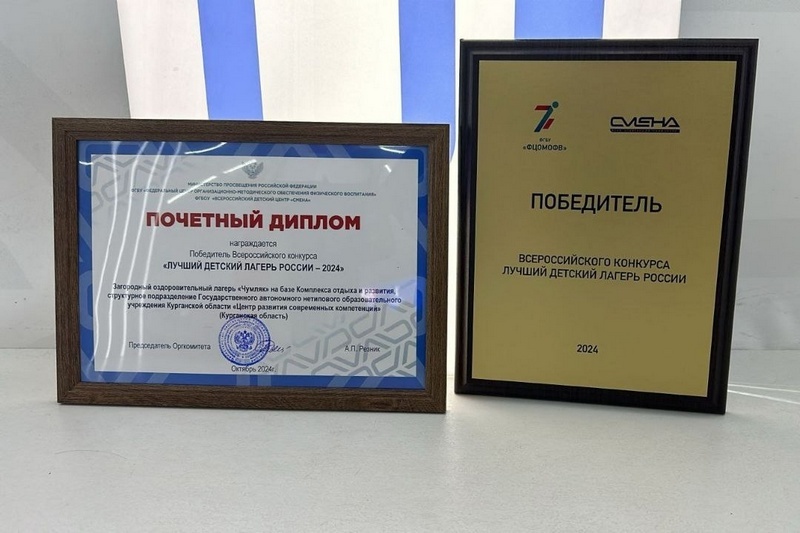 МИНИСТЕРСТВО ПРОСВЕЩЕНИЯ РОССИЙСКОЙ ФЕДЕРАЦИИ
ФГБУ «ФЕДЕРАЛЬНЫЙ ЦЕНТР ОРГАНИЗАЦИОННО-МЕТОДИЧЕСКОГО ОБЕСПЕЧЕНИЯ ФИЗИЧЕСКОГО ВОСПИТАНИЯ»
ФГБОУ «ВСЕРОССИЙСКИЙ ДЕТСКИЙ ЦЕНТР «СМЕНА»
ПОЧЕТНЫЙ ДИПЛОМ
награждается
Победитель Всероссийского конкурса
«ЛУЧШИЙ ДЕТСКИЙ ЛАГЕРЬ РОССИИ – 2024»
Загородный оздоровительный лагерь «Чумляк» на базе Комплекса отдыха и развития,
структурное подразделение Государственного автономного нетипового образовательного
учреждения Курганской области «Центр развития современных компетенций»
(Курганская область)
Председатель Оргкомитета
А.П. Резник
Октябрь 2024г.
ФГБУ
«ФЦОМОФВ»
СМЕНА
ПОБЕДИТЕЛЬ
ВСЕРОССИЙСКОГО КОНКУРСА
ЛУЧШИЙ ДЕТСКИЙ ЛАГЕРЬ РОССИИ
2024